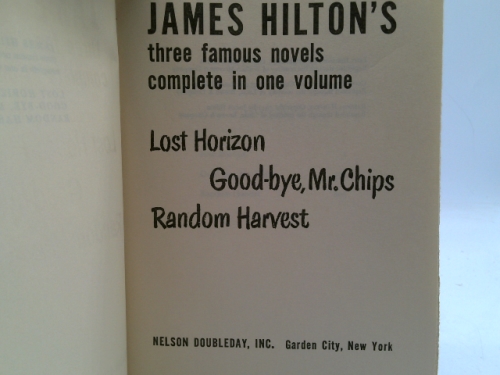 JAMES HILTON'S
three famous novels
complete in one volume
Lost Horizon
Good-bye, Mr. Chips
Random Harvest
NELSON DOUBLEDAY, INC. Garden City, New York